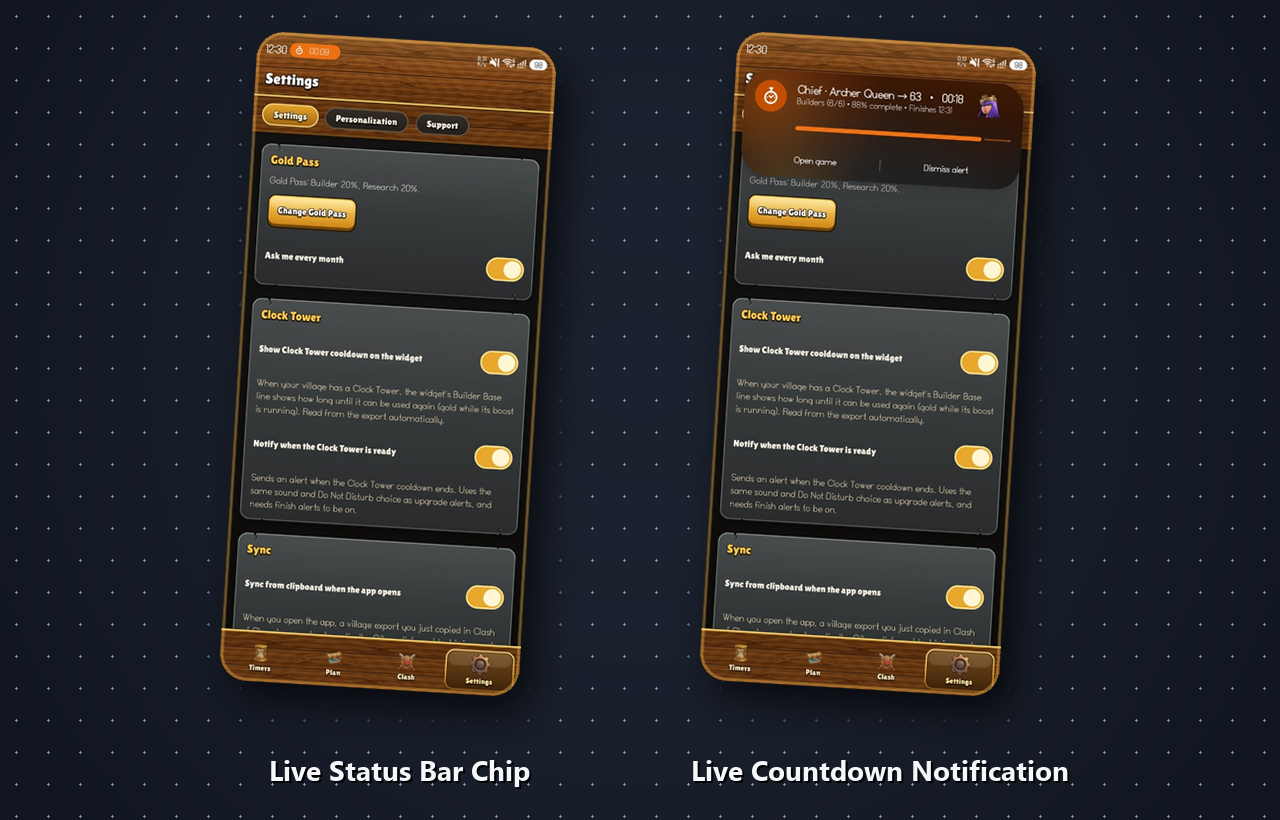 12:30 00:09
98
Settings
Settings
Personalization
Support
Gold Pass
Gold Pass: Builder 20%, Research 20%.
Change Gold Pass
Ask me every month
Clock Tower
Show Clock Tower cooldown on the widget
When your village has a Clock Tower, the widget's Builder Base
line shows how long until it can be used again (gold while its boost
is running). Read from the export automatically.
Notify when the Clock Tower is ready
Sends an alert when the Clock Tower cooldown ends. Uses the
same sound and Do Not Disturb choice as upgrade alerts, and
needs finish alerts to be on.
Sync
Sync from clipboard when the app opens
When you open the app, a village export you just copied in Clash
Timers
Plan
Clash
Settings
Live Status Bar Chip
12:30
98
Chief · Archer Queen → 83 • 00:18
Builders (6/6) • 88% complete • Finishes 12:31
Open game
Dismiss alert
Gold Pass: Builder 20%, Research 20%.
Change Gold Pass
Ask me every month
Clock Tower
Show Clock Tower cooldown on the widget
When your village has a Clock Tower, the widget's Builder Base
line shows how long until it can be used again (gold while its boost
is running). Read from the export automatically.
Notify when the Clock Tower is ready
Sends an alert when the Clock Tower cooldown ends. Uses the
same sound and Do Not Disturb choice as upgrade alerts, and
needs finish alerts to be on.
Sync
Sync from clipboard when the app opens
When you open the app, a village export you just copied in Clash
Timers
Plan
Clash
Settings
Live Countdown Notification